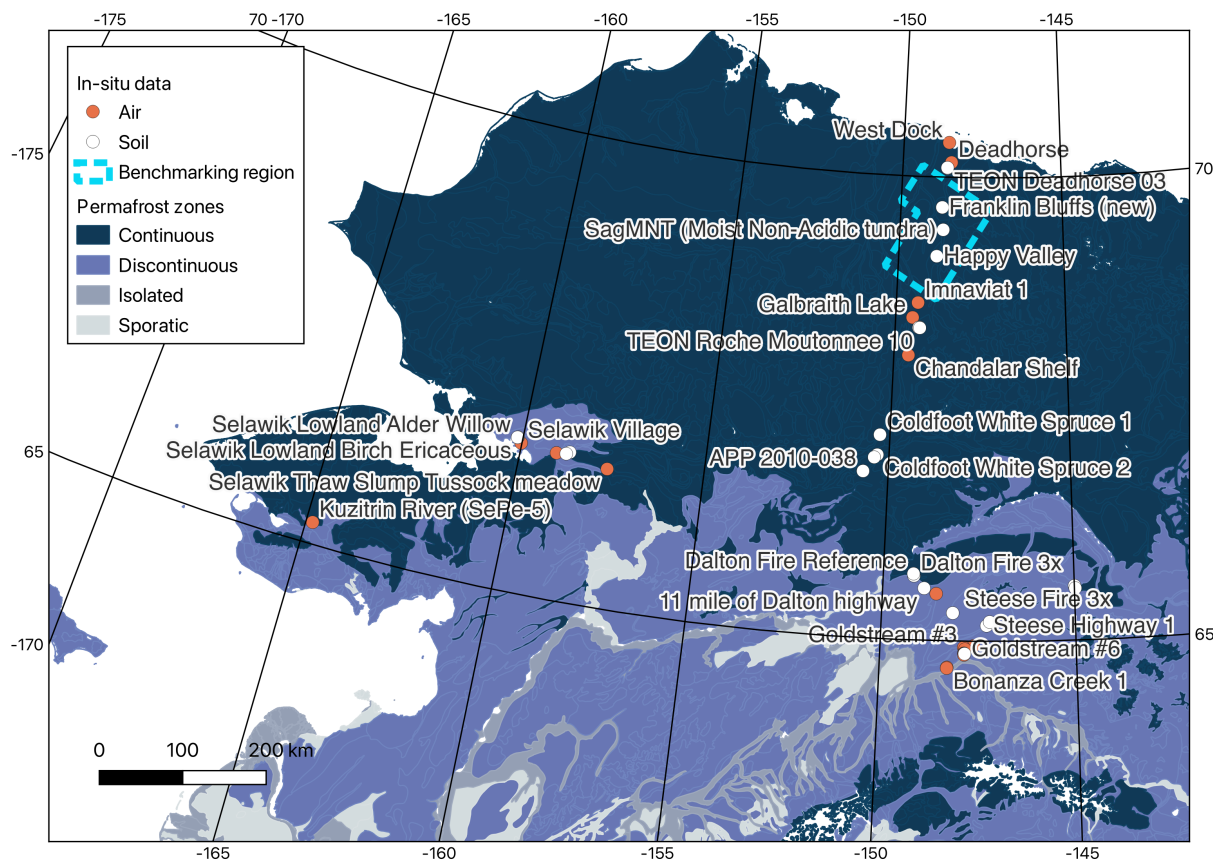 -175
70
-170
-165
-160
-155
-150
-145
In-situ data
Air
Soil
Benchmarking region
Permafrost zones
Continuous
Discontinuous
Isolated
Sporatic
-175
65
-170
70
65
West Dock
Deadhorse
TEON Deadhorse 03
Franklin Bluffs (new)
SagMNT (Moist Non-Acidic tundra)
Happy Valley
Imnaviat 1
Galbraith Lake
TEON Roche Moutonnee 10
Chandalar Shelf
Coldfoot White Spruce 1
APP 2010-038
Coldfoot White Spruce 2
Selawik Lowland Alder Willow
Selawik Village
Selawik Lowland Birch Ericaceous
Selawik Thaw Slump Tussock meadow
Kuzitrin River (SePe-5)
Dalton Fire Reference
Dalton Fire 3x
11 mile of Dalton highway
Steese Fire 3x
Steese Highway 1
Goldstream #3
Goldstream #6
Bonanza Creek 1
0 100 200 km
-165
-160
-155
-150
-145